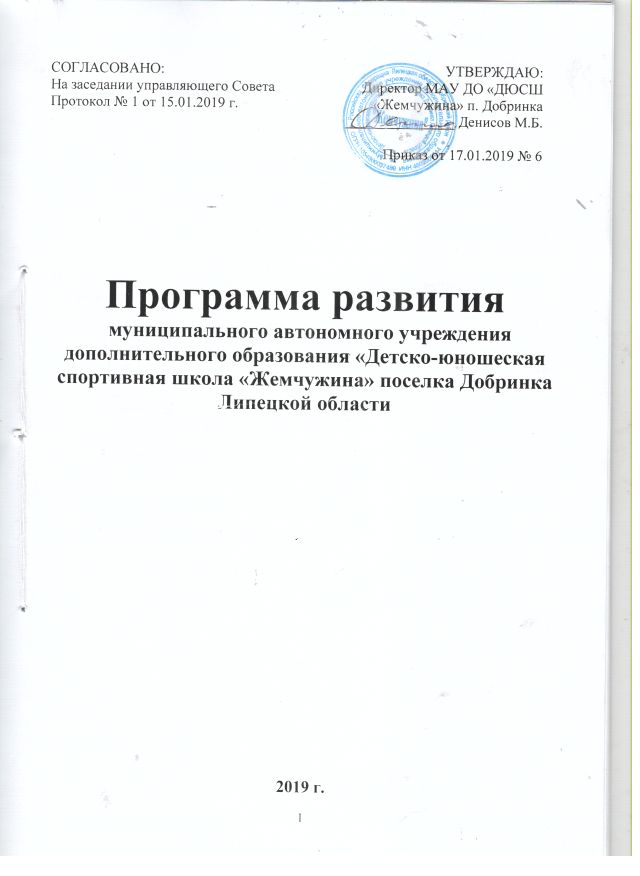 СОГЛАСОВАНО:
На заседании управляющего Совета
Протокол № 1 от 15.01.2019 г.
УТВЕРЖДАЮ:
Директор МАУ ДО «ДЮСШ
«Жемчужина» п. Добринка
Денисов М.Б.
Приказ от 17.01.2019 № 6
Программа развития
муниципального автономного учреждения
дополнительного образования «Детско-юношеская
спортивная школа «Жемчужина» поселка Добринка
Липецкой области
2019 г.
1